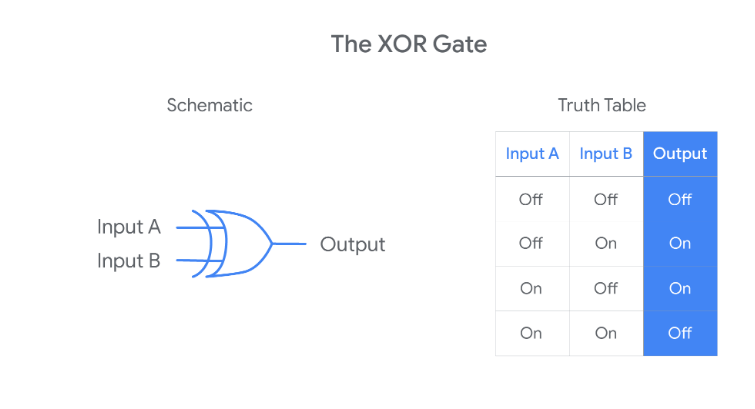 The XOR Gate
Schematic
Input A
Input B
Output
Truth Table
Input A Input B Output
Off Off Off
Off On On
On Off On
On On Off